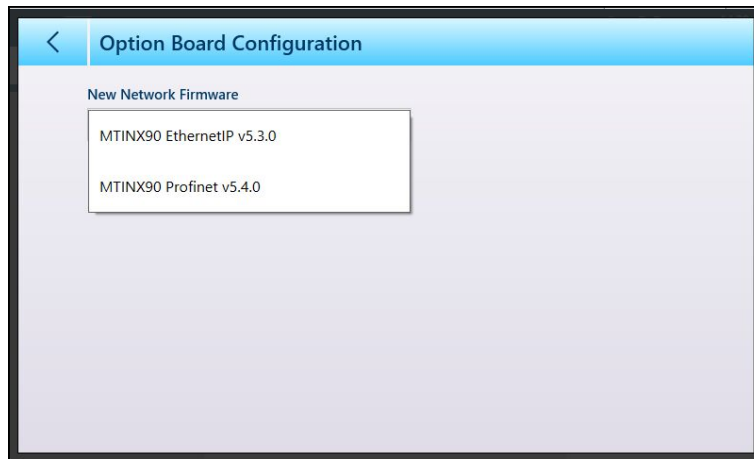 Option Board Configuration
New Network Firmware
MTINX90 EthernetIP v5.3.0
MTINX90 Profinet v5.4.0